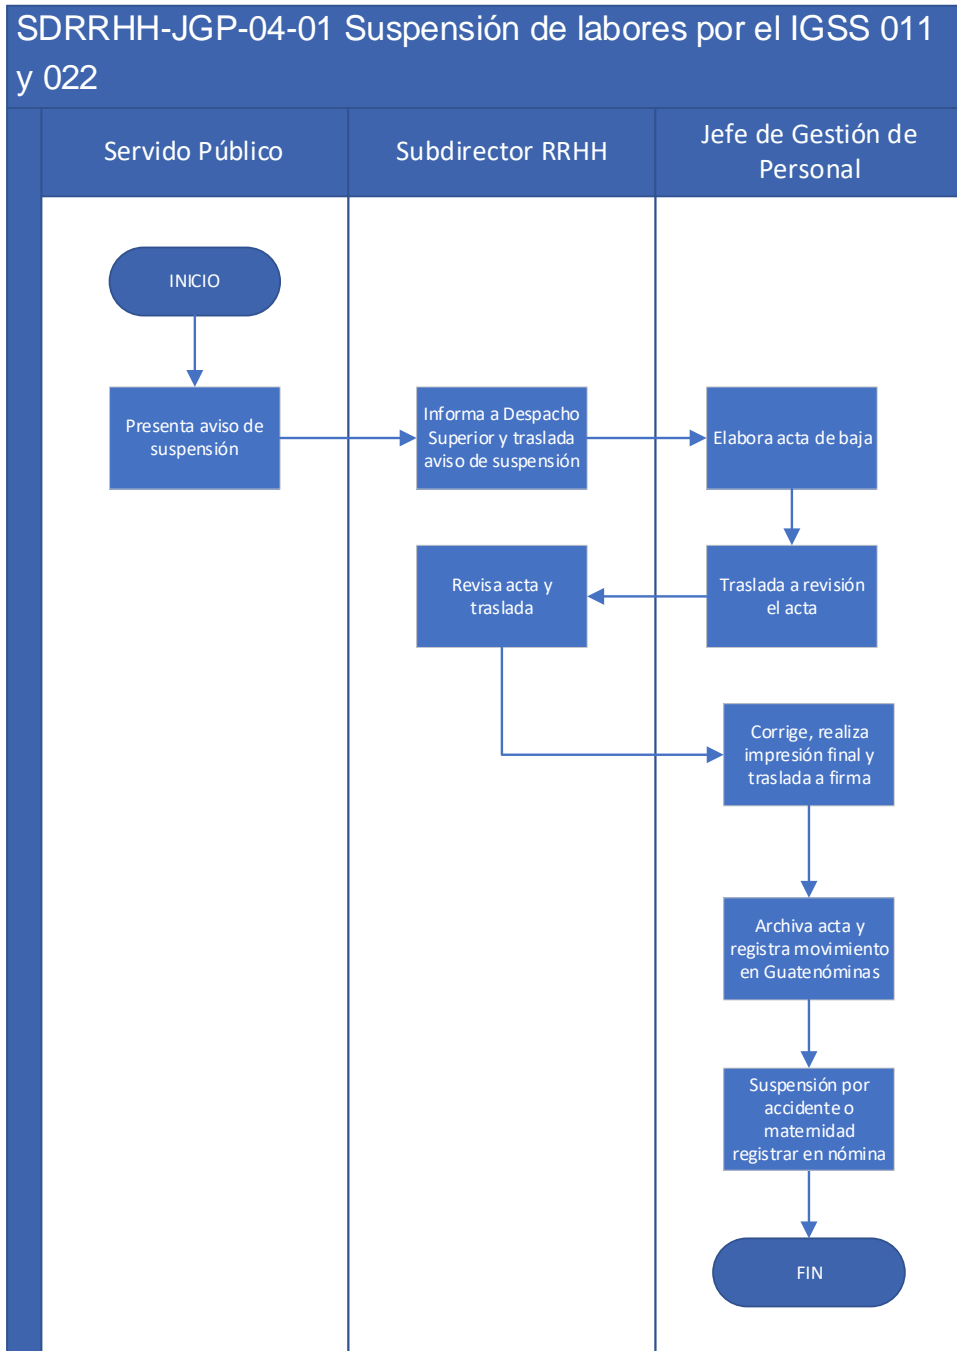 SDRRHH-JGP-04-01 Suspensión de labores por el IGSS 011
y 022
Servido Público
Subdirector RRHH
Jefe de Gestión de
Personal
INICIO
Presenta aviso de
suspensión
Informa a Despacho
Superior y traslada
aviso de suspensión
Elabora acta de baja
Revisa acta y
traslada
Traslada a revisión
el acta
Corrige, realiza
impresión final y
traslada a firma
Archiva acta y
registra movimiento
en Guatenóminas
Suspensión por
accidente o
maternidad
registrar en nómina
FIN